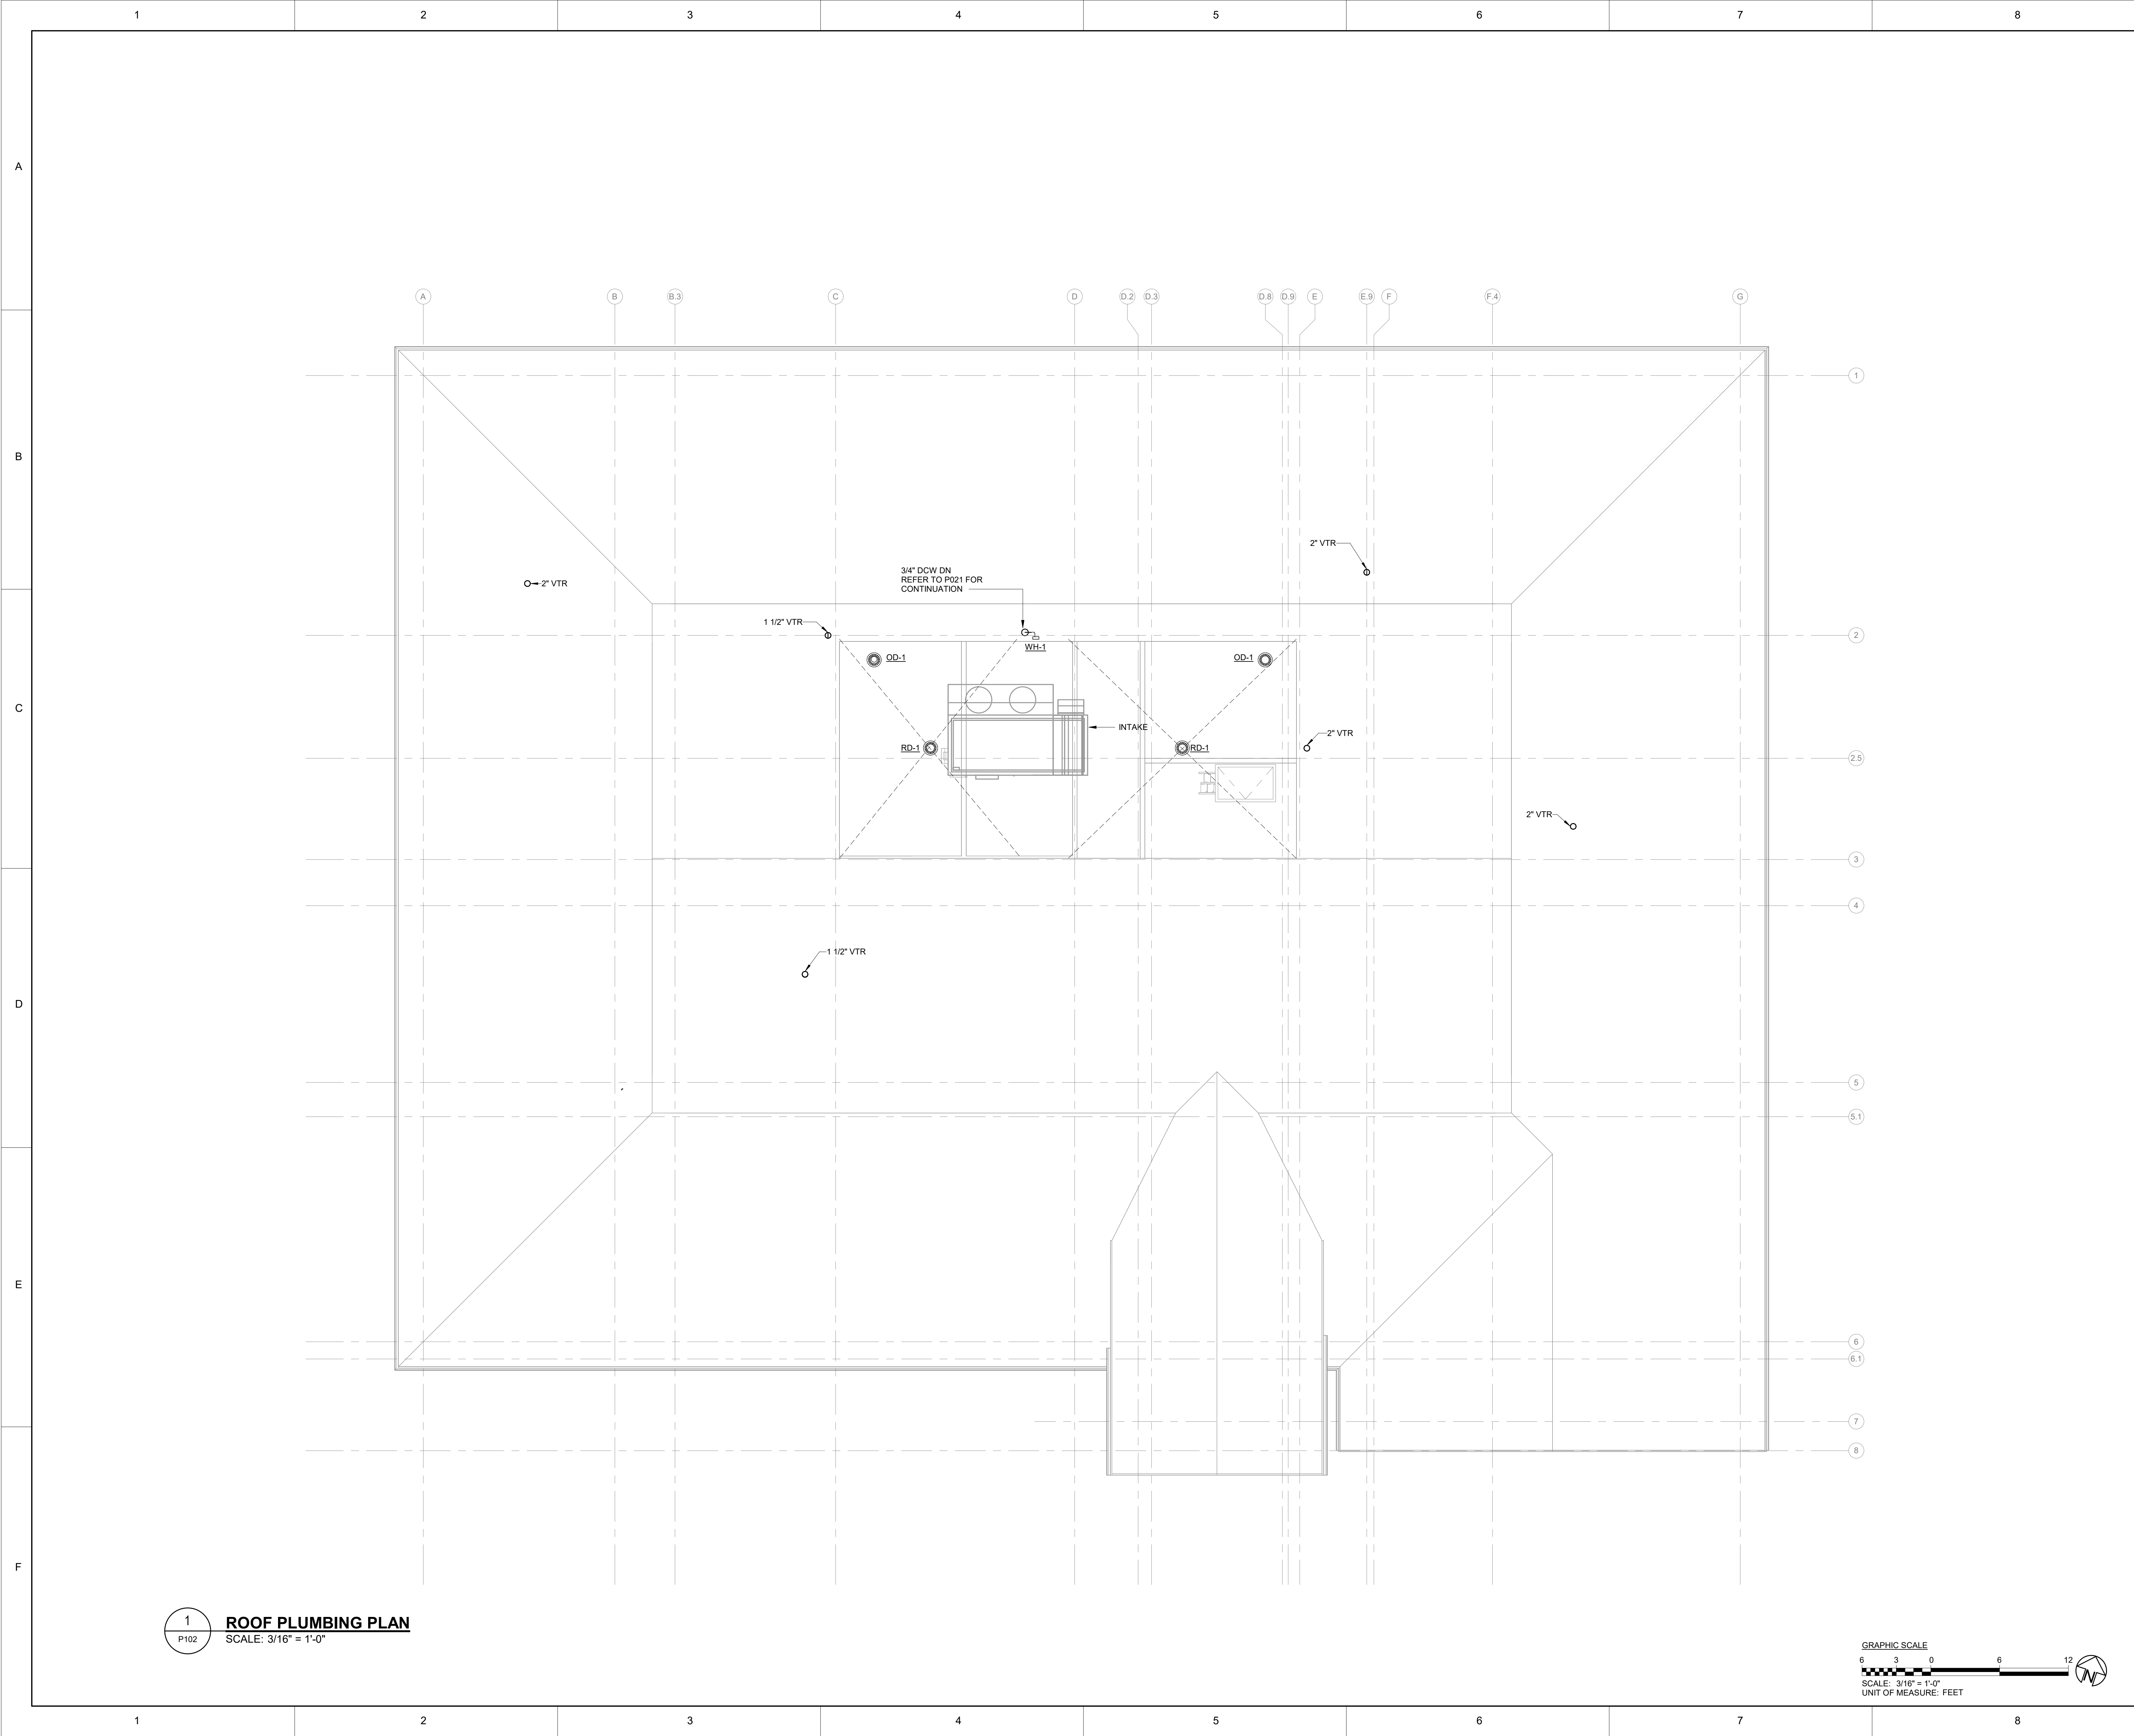 1 2 3 4 5 6 7 8
A
B
C
D
E
F
A B B.3 C D D.2 D.3 D.8 D.9 E E.9 F F.4 G
1
2" VTR
3/4" DCW DN
REFER TO P021 FOR
CONTINUATION
2" VTR
1 1/2" VTR
2
WH-1
OD-1
OD-1
INTAKE
2" VTR
RD-1
RD-1
2.5
2" VTR
3
4
1 1/2" VTR
5
5.1
6
6.1
7
8
1
P102
ROOF PLUMBING PLAN
SCALE: 3/16" = 1'-0"
GRAPHIC SCALE
6 3 0 6 12
SCALE: 3/16" = 1'-0"
UNIT OF MEASURE: FEET
N
1 2 3 4 5 6 7 8